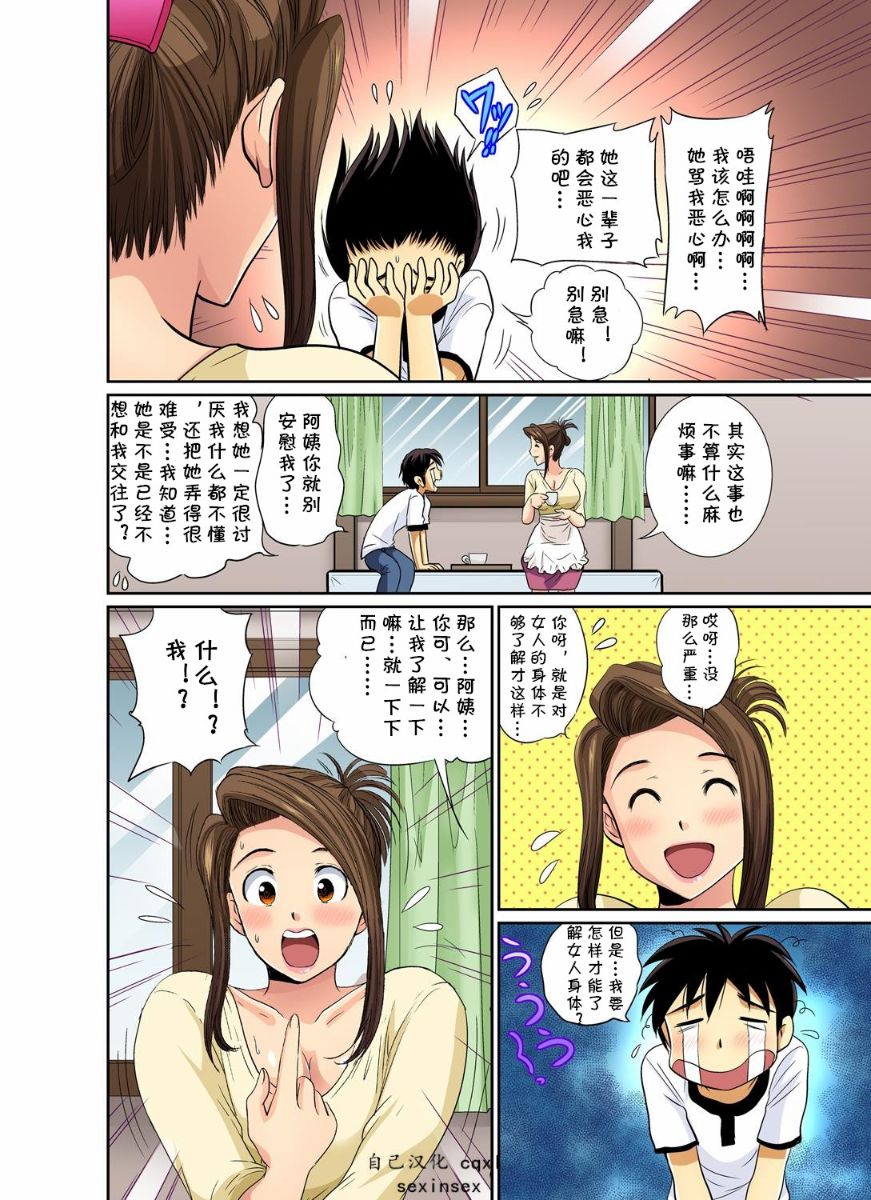 唔哇啊啊啊啊…
我该怎么办…
她骂我恶心啊…
她这一辈子
都会恶心我
的吧…
ワッ!!
别急！
别急嘛！
其实这事也
不算什么麻
烦事嘛……
阿姨你就别
安慰我了…
我想她一定很讨
厌我什么都不懂
，还把她弄得很
难受…我知道…
她是不是已经不
想和我交往了？
哎呀…没
那么严重…
你呀，就是对
女人的身体不
够了解才这样…
那么…阿姨…
你可、可以…
让我了解一下
嘛…就一下下
而已……
什么！？
我！？
但是…我要
怎样才能了
解女人身体？
うううっ
自己汉化 cqxl
sexinsex